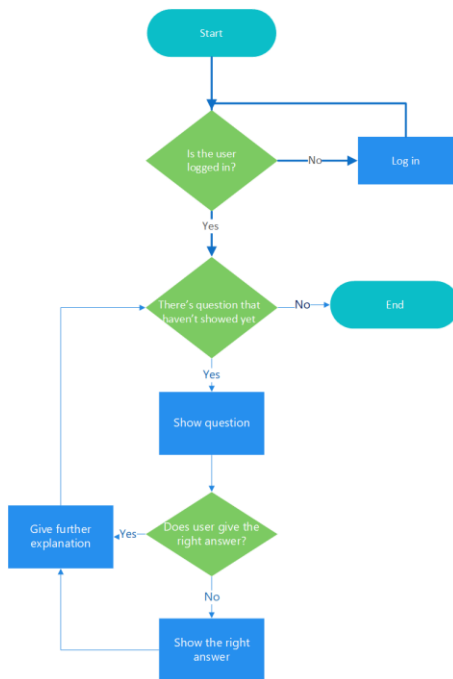 Start
Is the user
logged in?
No
Log in
Yes
There's question that
haven't showed yet
No
End
Yes
Show question
Does user give the
right answer?
Yes
Give further
explanation
No
Show the right
answer